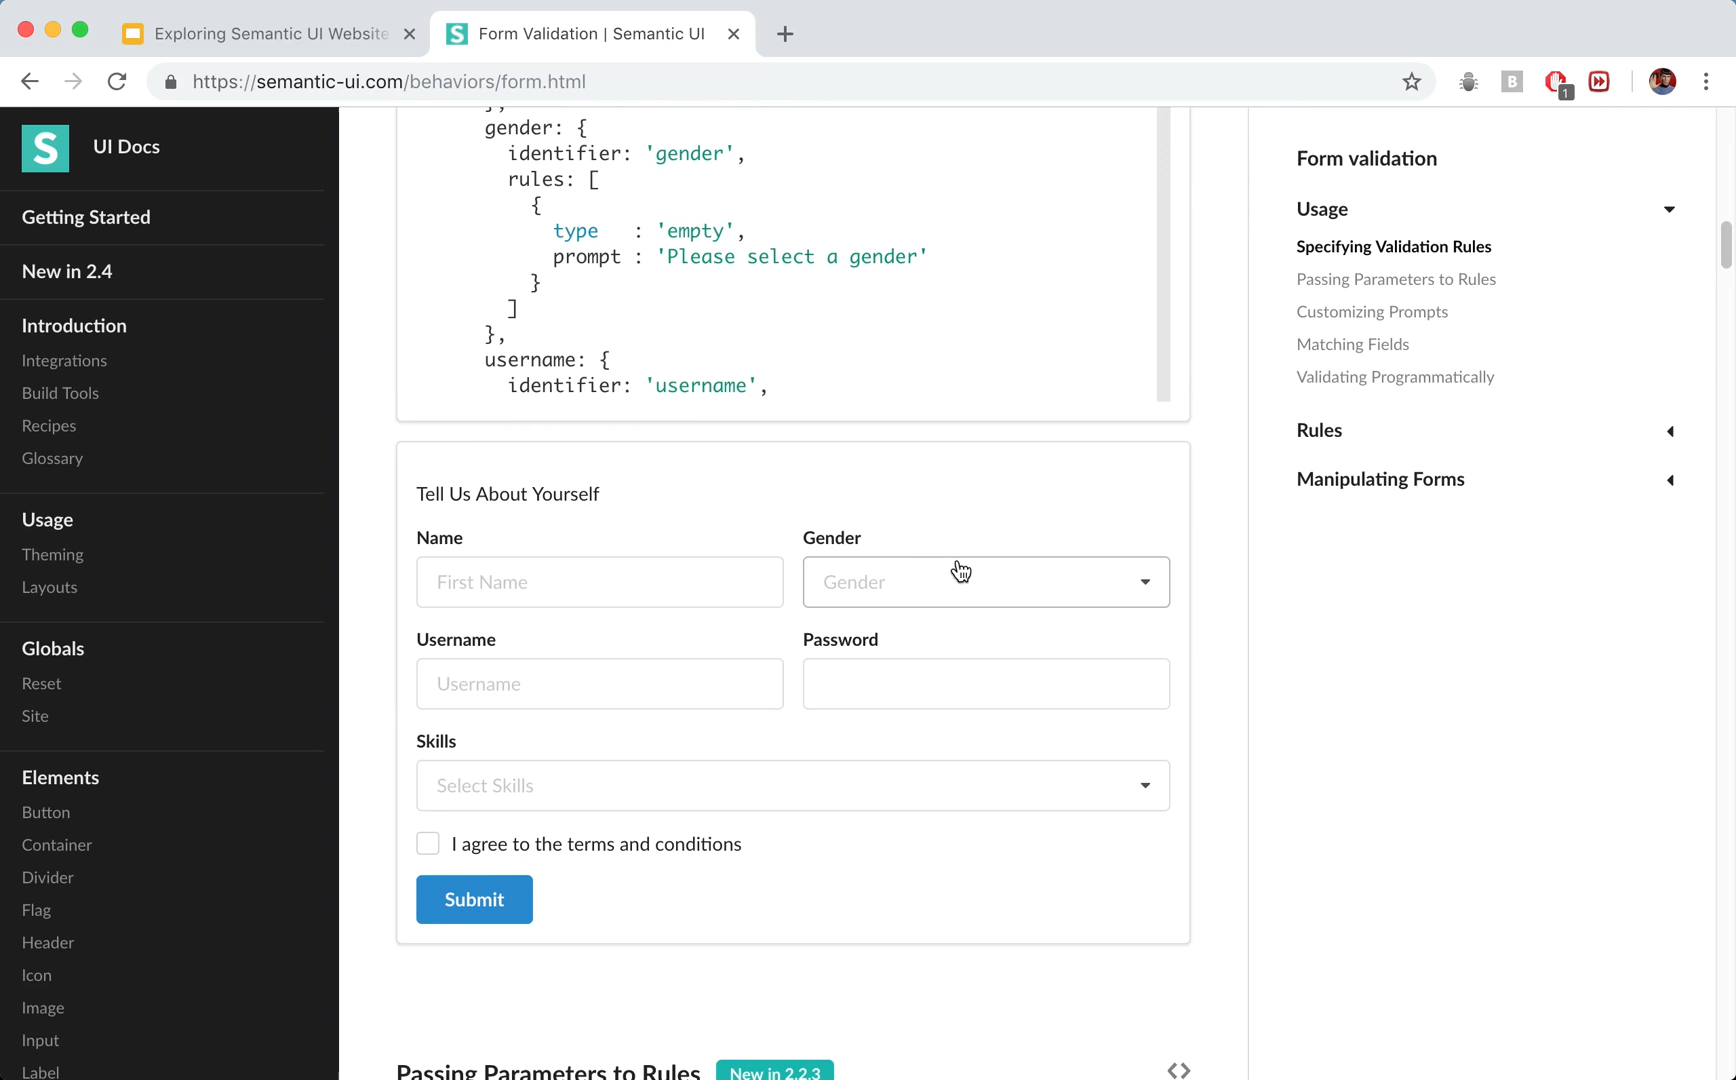 Exploring Semantic UI Website
S Form Validation | Semantic UI
https://semantic-ui.com/behaviors/form.html
B
1
S UI Docs
Getting Started
New in 2.4
Introduction
Integrations
Build Tools
Recipes
Glossary
Usage
Theming
Layouts
Globals
Reset
Site
Elements
Button
Container
Divider
Flag
Header
Icon
Image
Input
Label
},
gender: {
identifier: 'gender',
rules: [
{
type : 'empty',
prompt : 'Please select a gender'
}
]
},
username: {
identifier: 'username',
Tell Us About Yourself
Name Gender
First Name Gender
Username Password
Username
Skills
Select Skills
I agree to the terms and conditions
Submit
Passing Parameters to Rules New in 2.2.3 <>
Form validation
Usage
Specifying Validation Rules
Passing Parameters to Rules
Customizing Prompts
Matching Fields
Validating Programmatically
Rules
Manipulating Forms